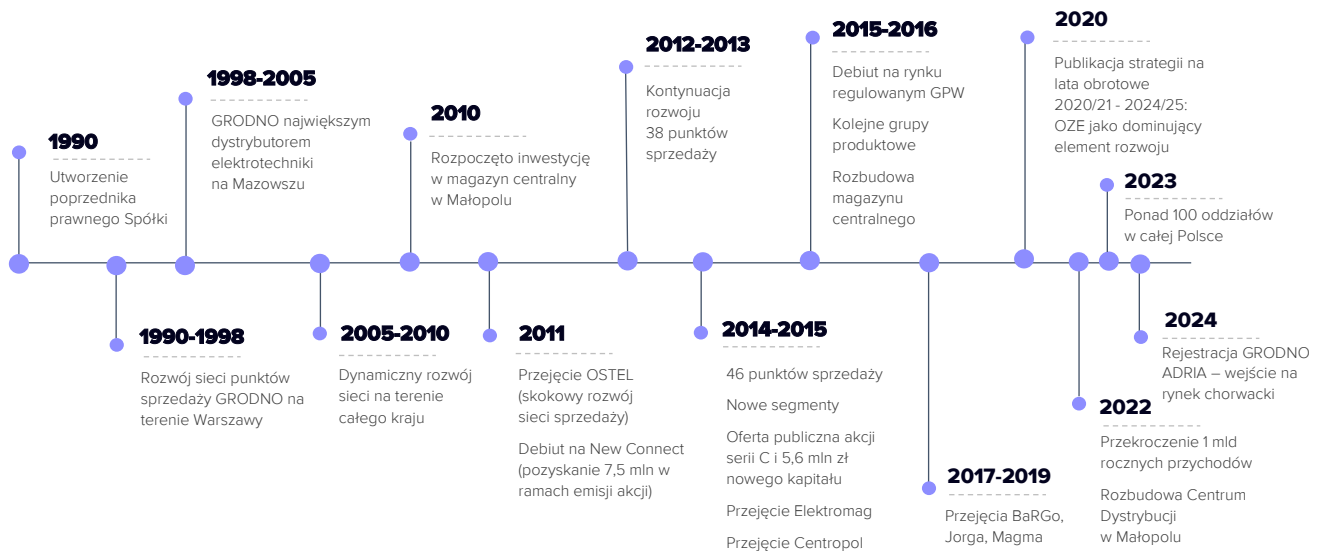 1990
Utworzenie
poprzednika
prawnego Spółki
1990-1998
Rozwój sieci punktów
sprzedaży GRODNO na
terenie Warszawy
1998-2005
GRODNO największym
dystrybutorem
elektrotechniki
na Mazowszu
2005-2010
Dynamiczny rozwój
sieci na terenie
całego kraju
2010
Rozpoczęto inwestycję
w magazyn centralny
w Małopolu
2011
Przejęcie OSTEL
(skokowy rozwój
sieci sprzedaży)
Debiut na New Connect
(pozyskanie 7,5 mln w
ramach emisji akcji)
2012-2013
Kontynuacja
rozwoju
38 punktów
sprzedaży
2014-2015
46 punktów sprzedaży
Nowe segmenty
Oferta publiczna akcji
serii C i 5,6 mln zł
nowego kapitału
Przejęcie Elektromag
Przejęcie Centropol
2015-2016
Debiut na rynku
regulowanym GPW
Kolejne grupy
produktowe
Rozbudowa
magazynu
centralnego
2017-2019
Przejęcia BaRGo,
Jorga, Magma
2020
Publikacja strategii na
lata obrotowe
2020/21 - 2024/25:
OZE jako dominujący
element rozwoju
2022
Przekroczenie 1 mld
rocznych przychodów
Rozbudowa Centrum
Dystrybucji
w Małopolu
2023
Ponad 100 oddziałów
w całej Polsce
2024
Rejestracja GRODNO
ADRIA – wejście na
rynek chorwacki